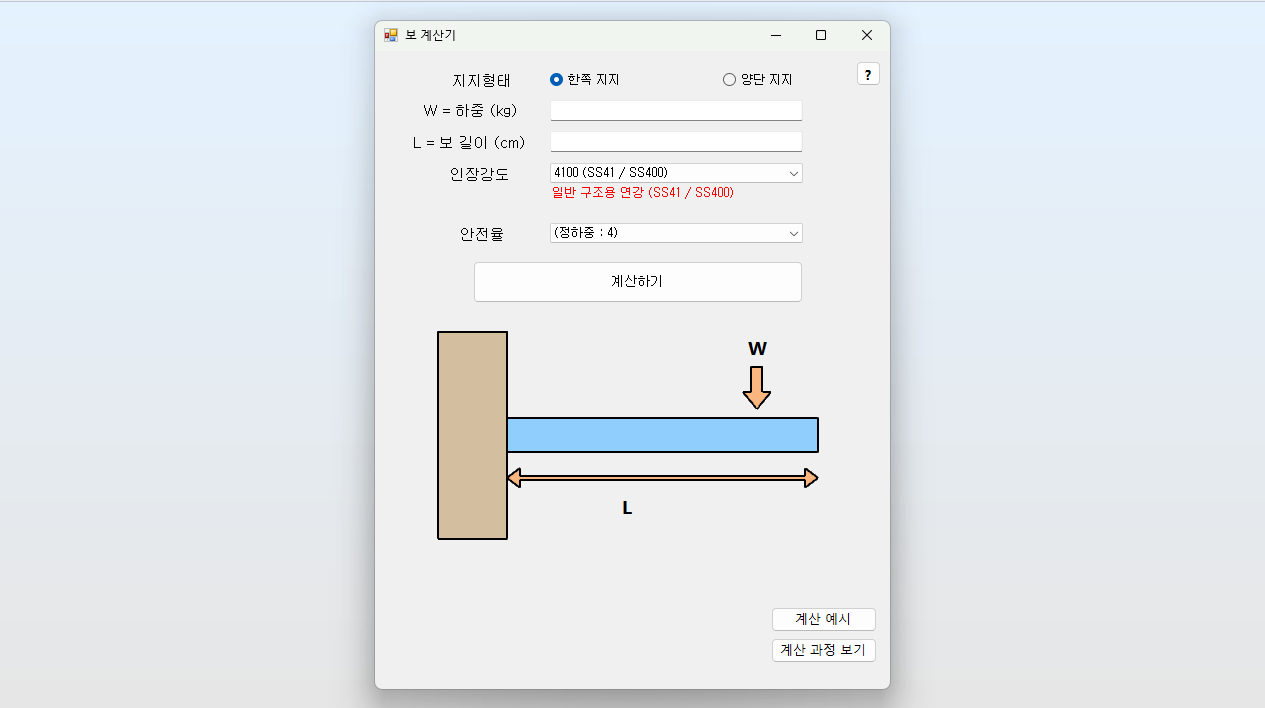 보 계산기
지지형태 한쪽 지지 양단 지지 ?
W = 하중 (kg)
L = 보 길이 (cm)
인장강도 4100 (SS41 / SS400)
일반 구조용 연강 (SS41 / SS400)
안전율 (정하중 : 4)
계산하기
W
L
계산 예시
계산 과정 보기